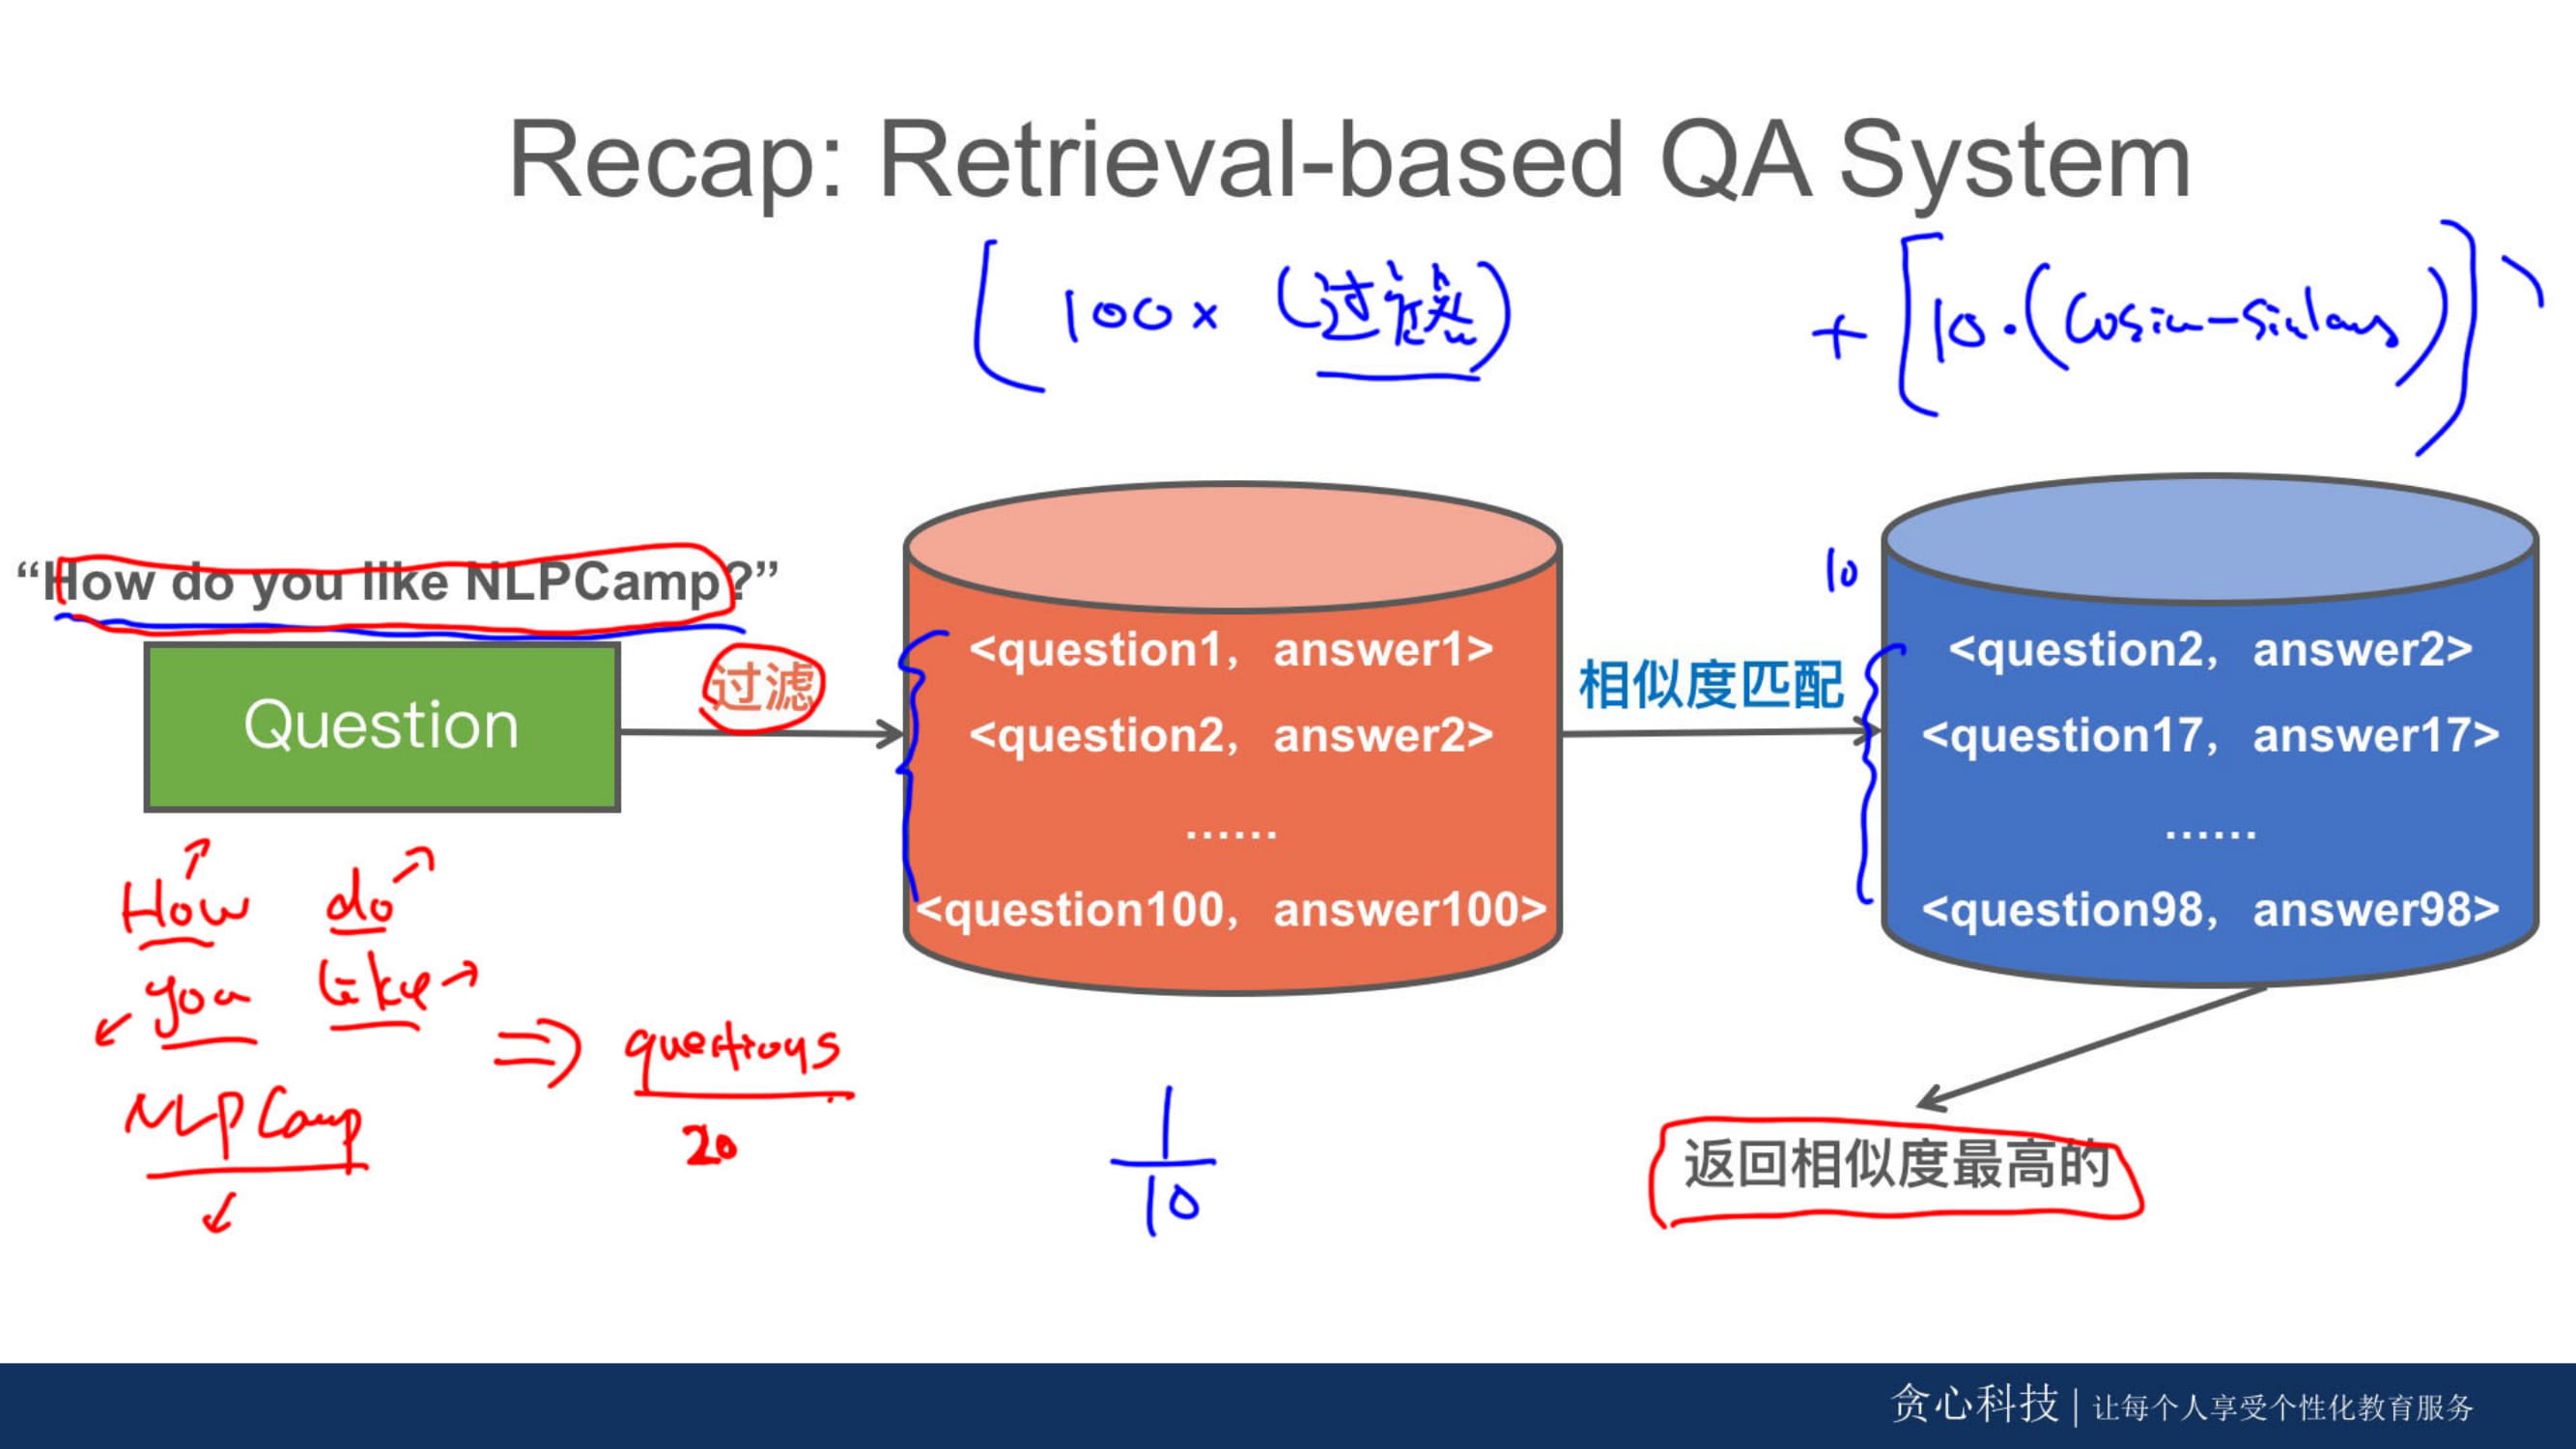 Recap: Retrieval-based QA System
100 × (过滤)
+ [10·(
“How do you like NLPCamp?”
10
Question
过滤
<question1, answer1>
<question2, answer2>
......
<question100, answer100>
相似度匹配
<question2, answer2>
<question17, answer17>
......
<question98, answer98>
How do
you like
NLPCamp
⇒ questions
20
1
10
返回相似度最高的
贪心科技 | 让每个人享受个性化教育服务